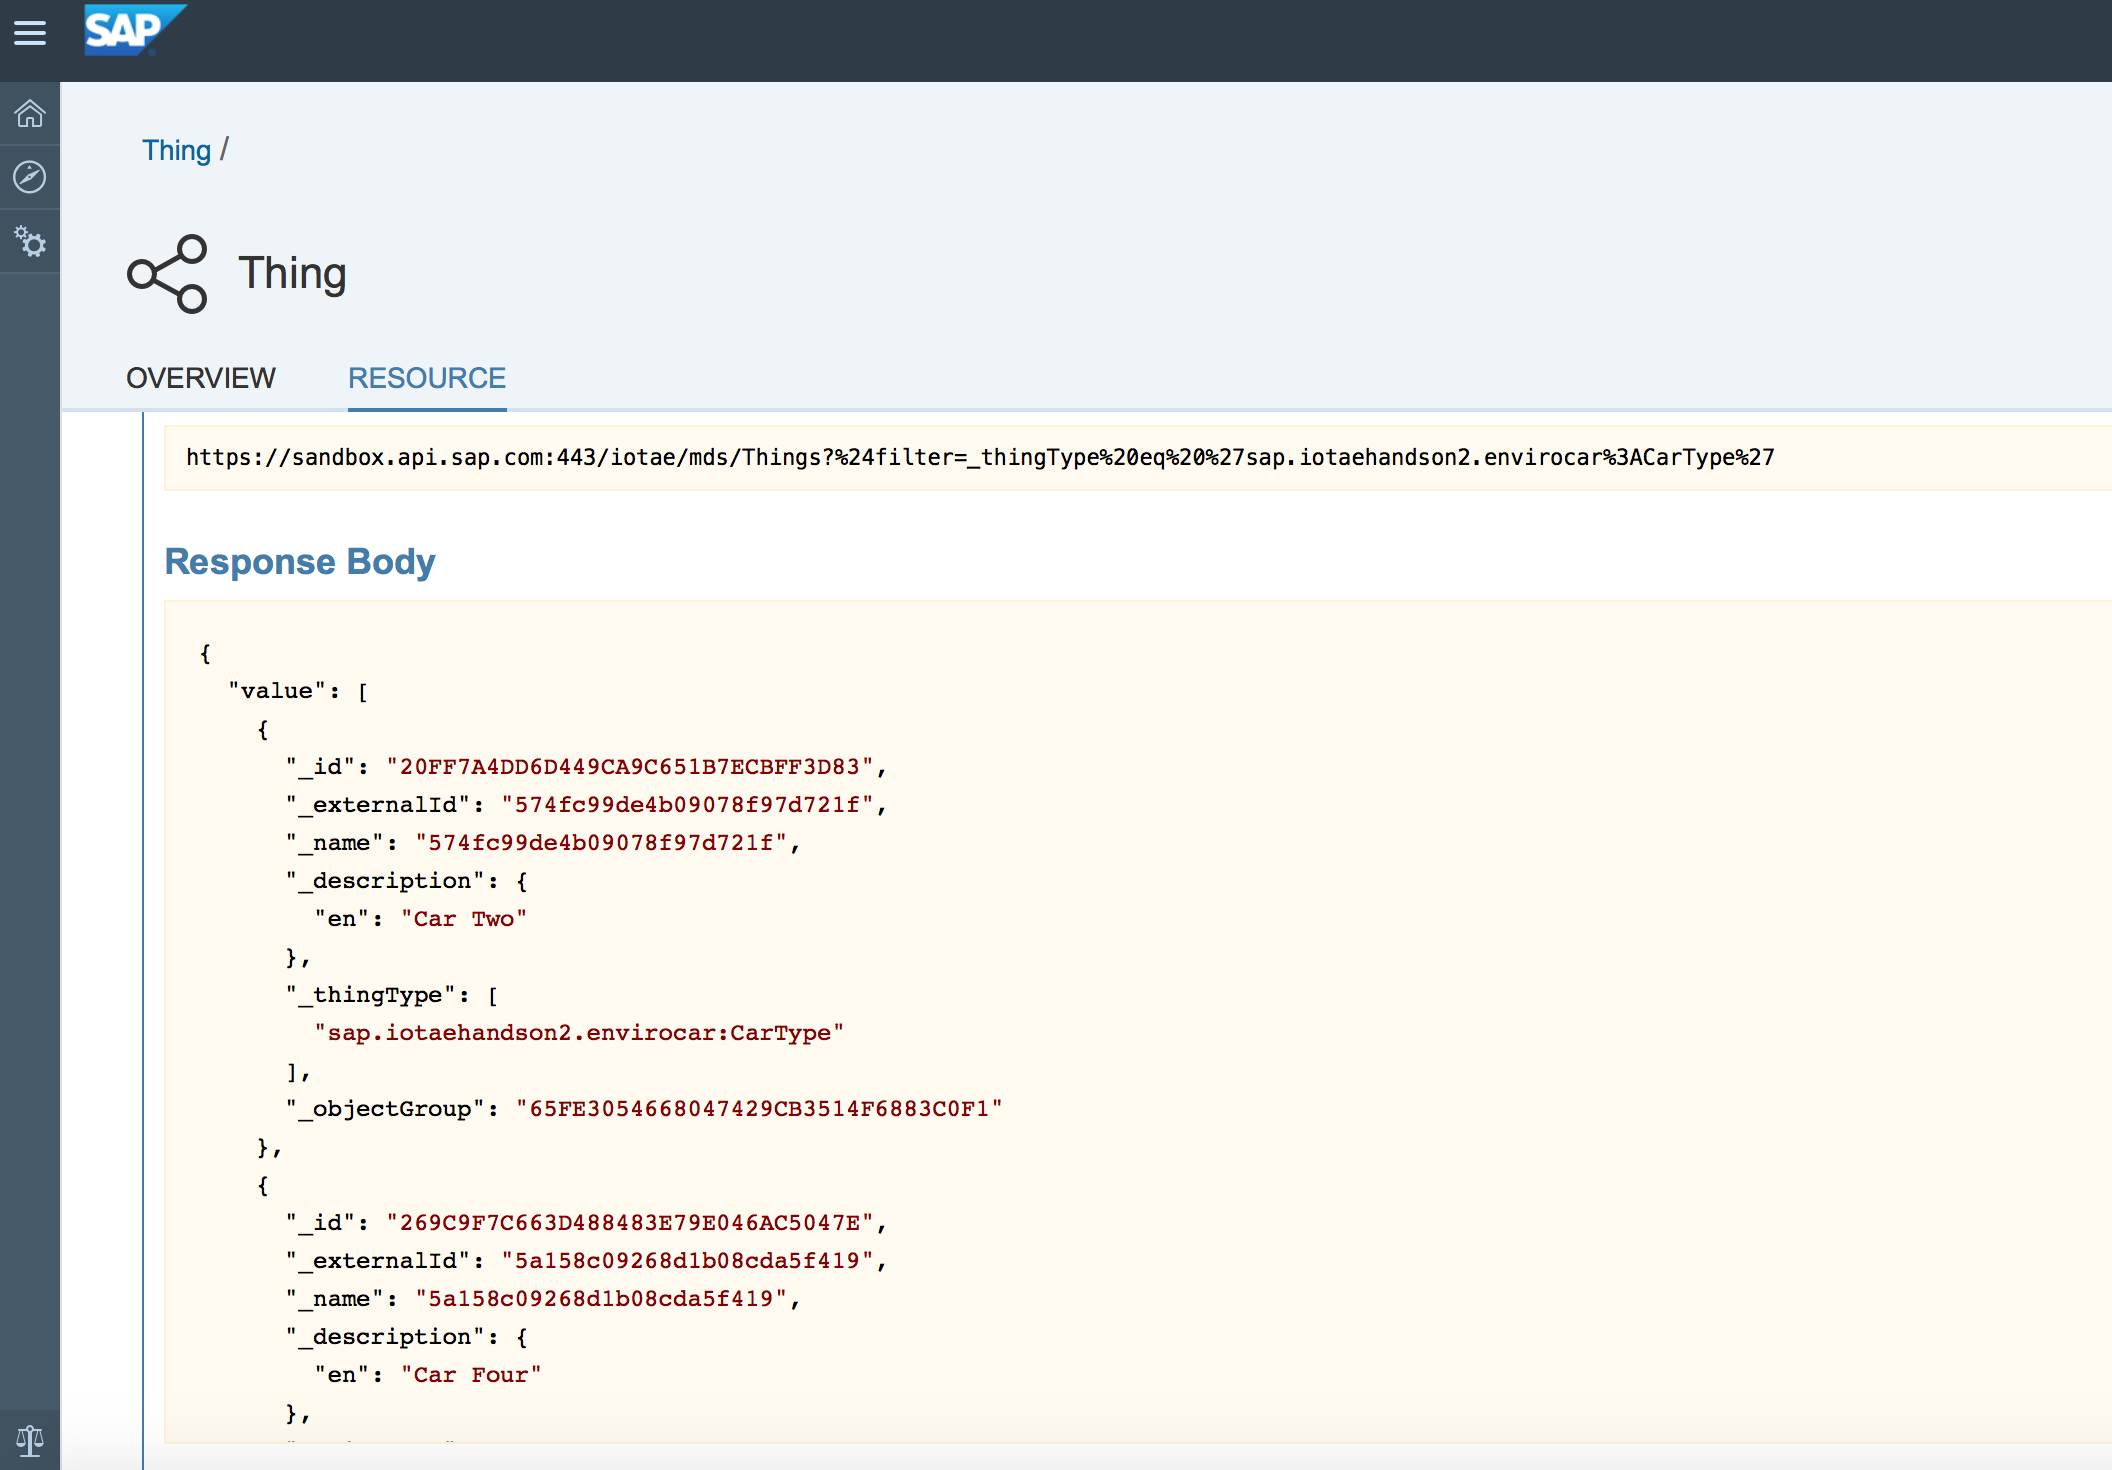 SAP
Thing /
Thing
OVERVIEW RESOURCE
https://sandbox.api.sap.com:443/iotae/mds/Things?%24filter=_thingType%20eq%20%27sap.iotaehandson2.envirocar%3ACarType%27
Response Body
{
"value": [
{
"_id": "20FF7A4DD6D449CA9C651B7ECBFF3D83",
"_externalId": "574fc99de4b09078f97d721f",
"_name": "574fc99de4b09078f97d721f",
"_description": {
"en": "Car Two"
},
"_thingType": [
"sap.iotaehandson2.envirocar:CarType"
],
"_objectGroup": "65FE3054668047429CB3514F6883C0F1"
},
{
"_id": "269C9F7C663D488483E79E046AC5047E",
"_externalId": "5a158c09268d1b08cda5f419",
"_name": "5a158c09268d1b08cda5f419",
"_description": {
"en": "Car Four"
},